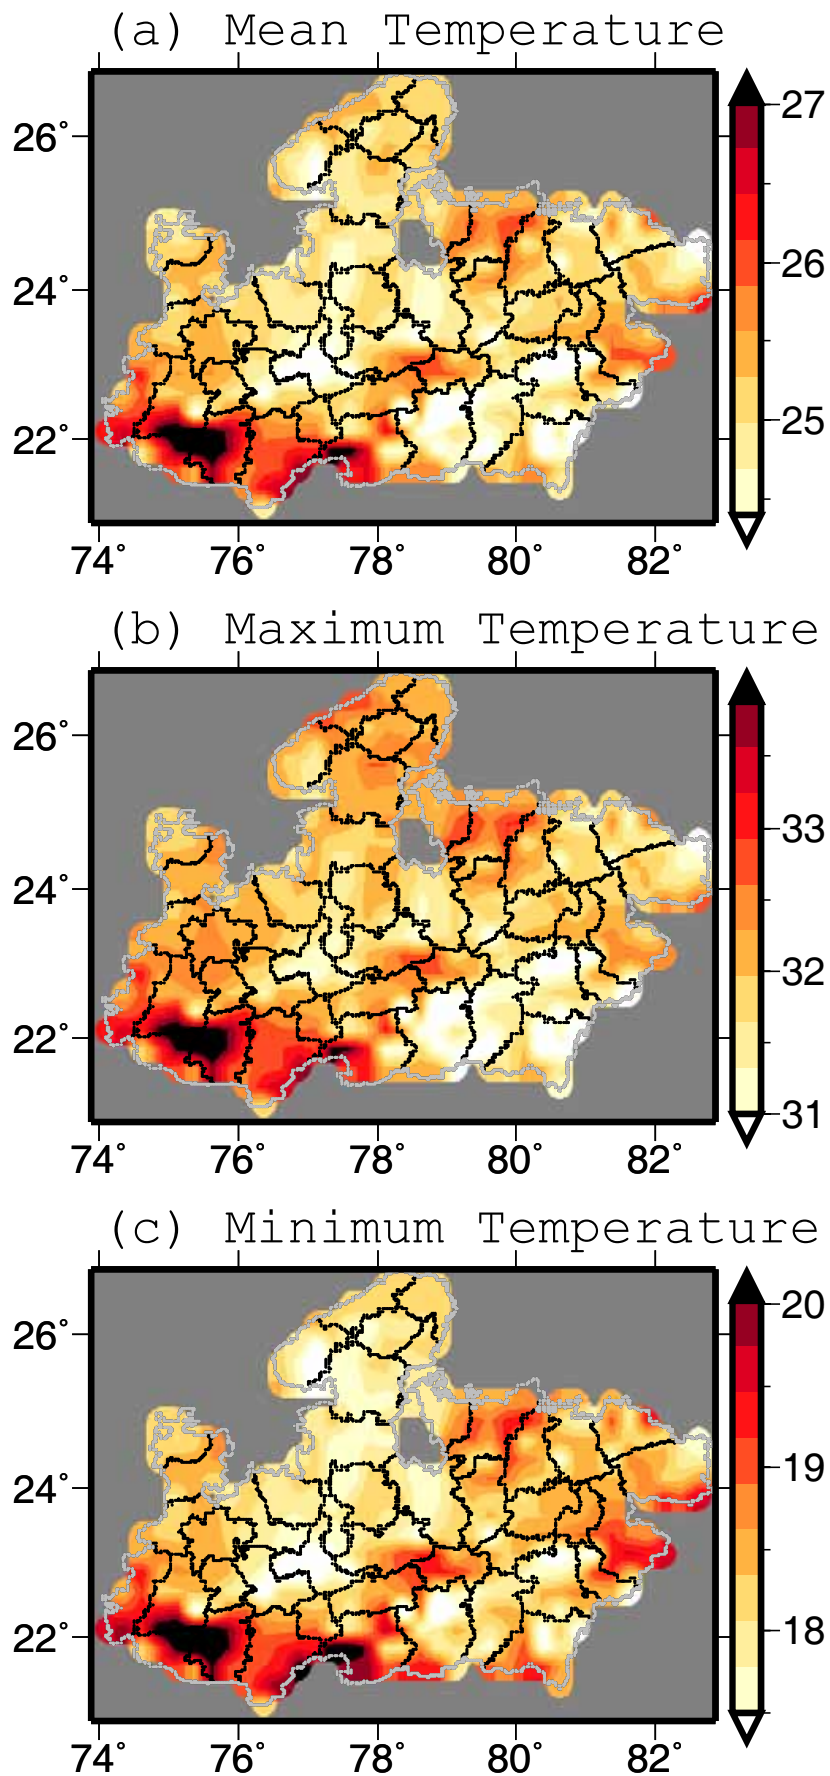 (a) Mean Temperature
26° 24° 22°
74° 76° 78° 80° 82°
27
26
25
(b) Maximum Temperature
26° 24° 22°
74° 76° 78° 80° 82°
33
32
31
(c) Minimum Temperature
26° 24° 22°
74° 76° 78° 80° 82°
20
19
18